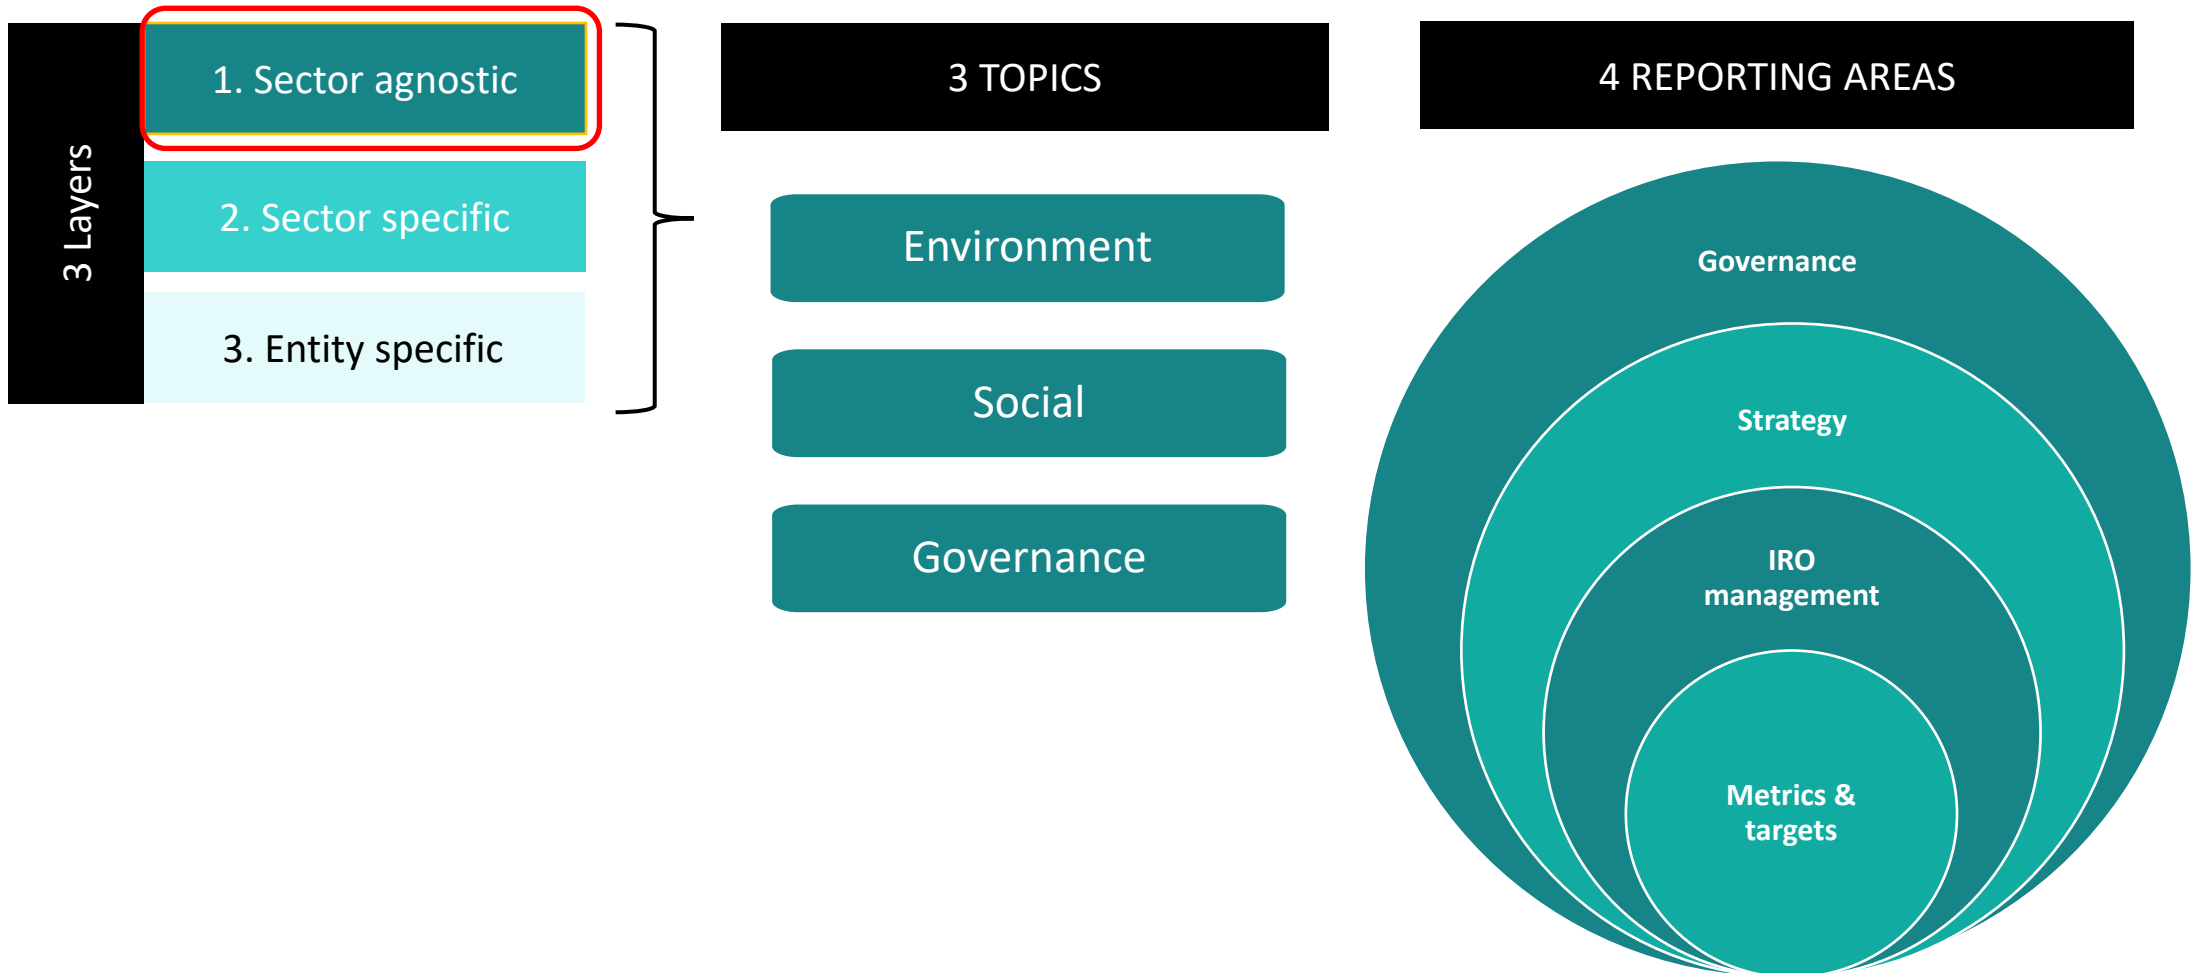 3 Layers
1. Sector agnostic
2. Sector specific
3. Entity specific
3 TOPICS
Environment
Social
Governance
4 REPORTING AREAS
Governance
Strategy
IRO
management
Metrics &
targets